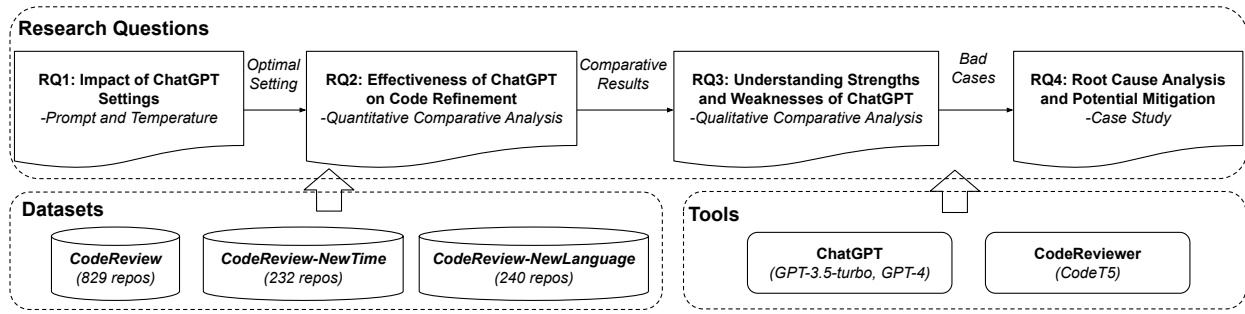 Research Questions
RQ1: Impact of ChatGPT
Settings
-Prompt and Temperature
Optimal
Setting
RQ2: Effectiveness of ChatGPT
on Code Refinement
-Quantitative Comparative Analysis
Comparative
Results
RQ3: Understanding Strengths
and Weaknesses of ChatGPT
-Qualitative Comparative Analysis
Bad
Cases
RQ4: Root Cause Analysis
and Potential Mitigation
-Case Study
Datasets
CodeReview
(829 repos)
CodeReview-NewTime
(232 repos)
CodeReview-NewLanguage
(240 repos)
Tools
ChatGPT
(GPT-3.5-turbo, GPT-4)
CodeReviewer
(CodeT5)